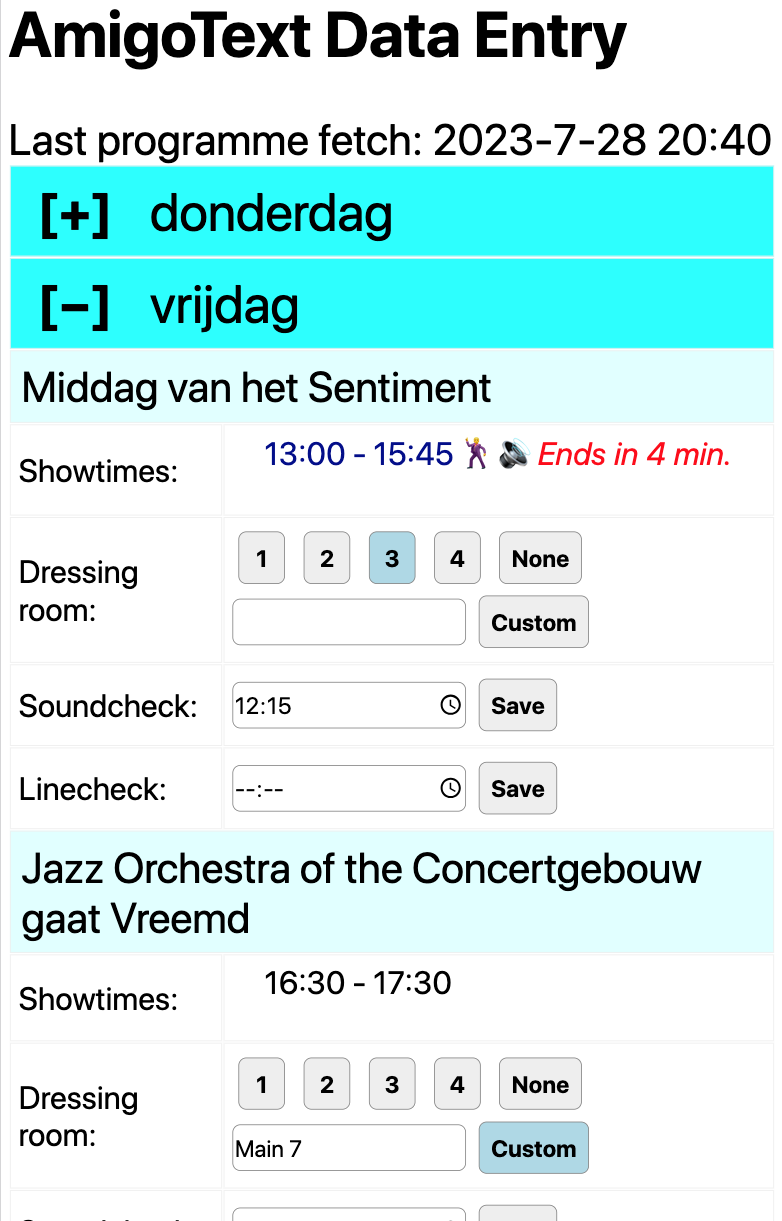 AmigoText Data Entry
Last programme fetch: 2023-7-28 20:40
[+] donderdag
[−] vrijdag
Middag van het Sentiment
Showtimes: 13:00 - 15:45 🕺 🔊 Ends in 4 min.
Dressing room: 1 2 3 4 None
Custom
Soundcheck: 12:15 Save
Linecheck: --:-- Save
Jazz Orchestra of the Concertgebouw
gaat Vreemd
Showtimes: 16:30 - 17:30
Dressing room: 1 2 3 4 None
Main 7 Custom